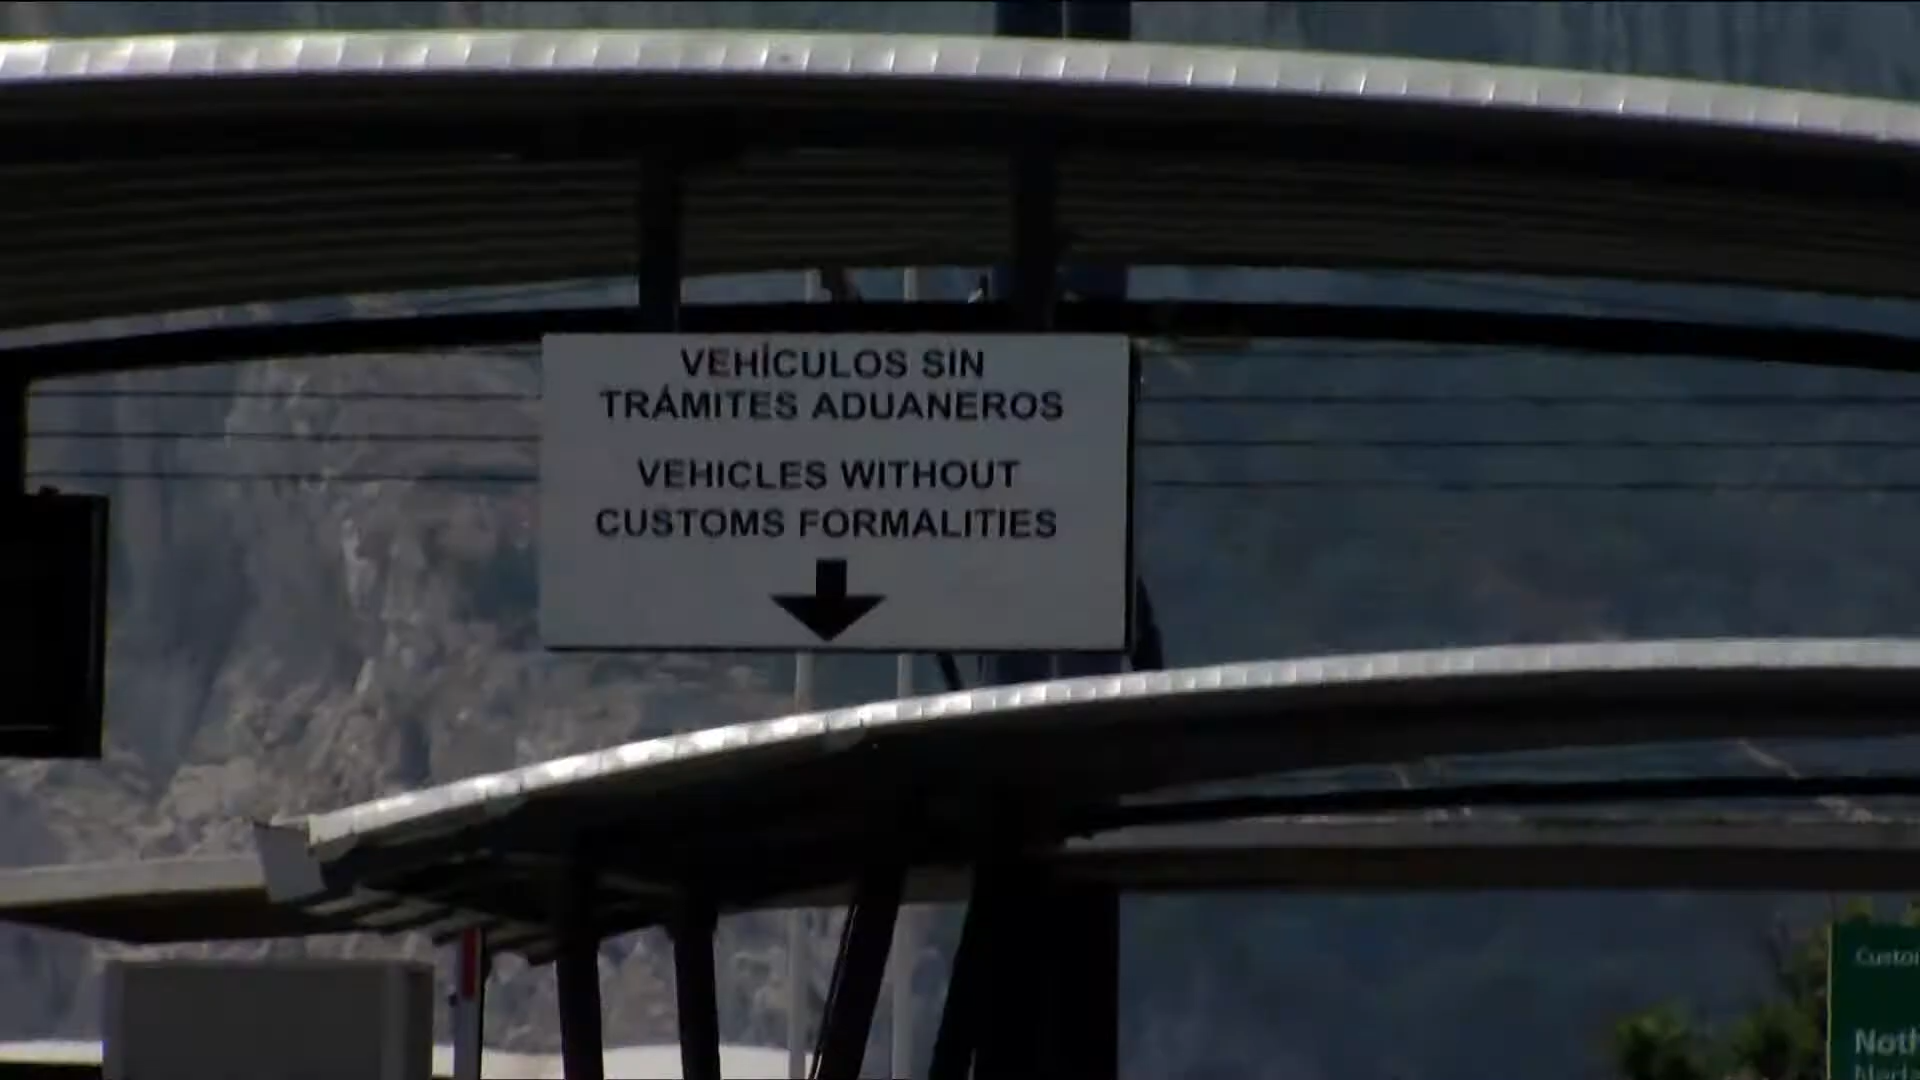 VEHÍCULOS SIN
TRÁMITES ADUANEROS
VEHICLES WITHOUT
CUSTOMS FORMALITIES